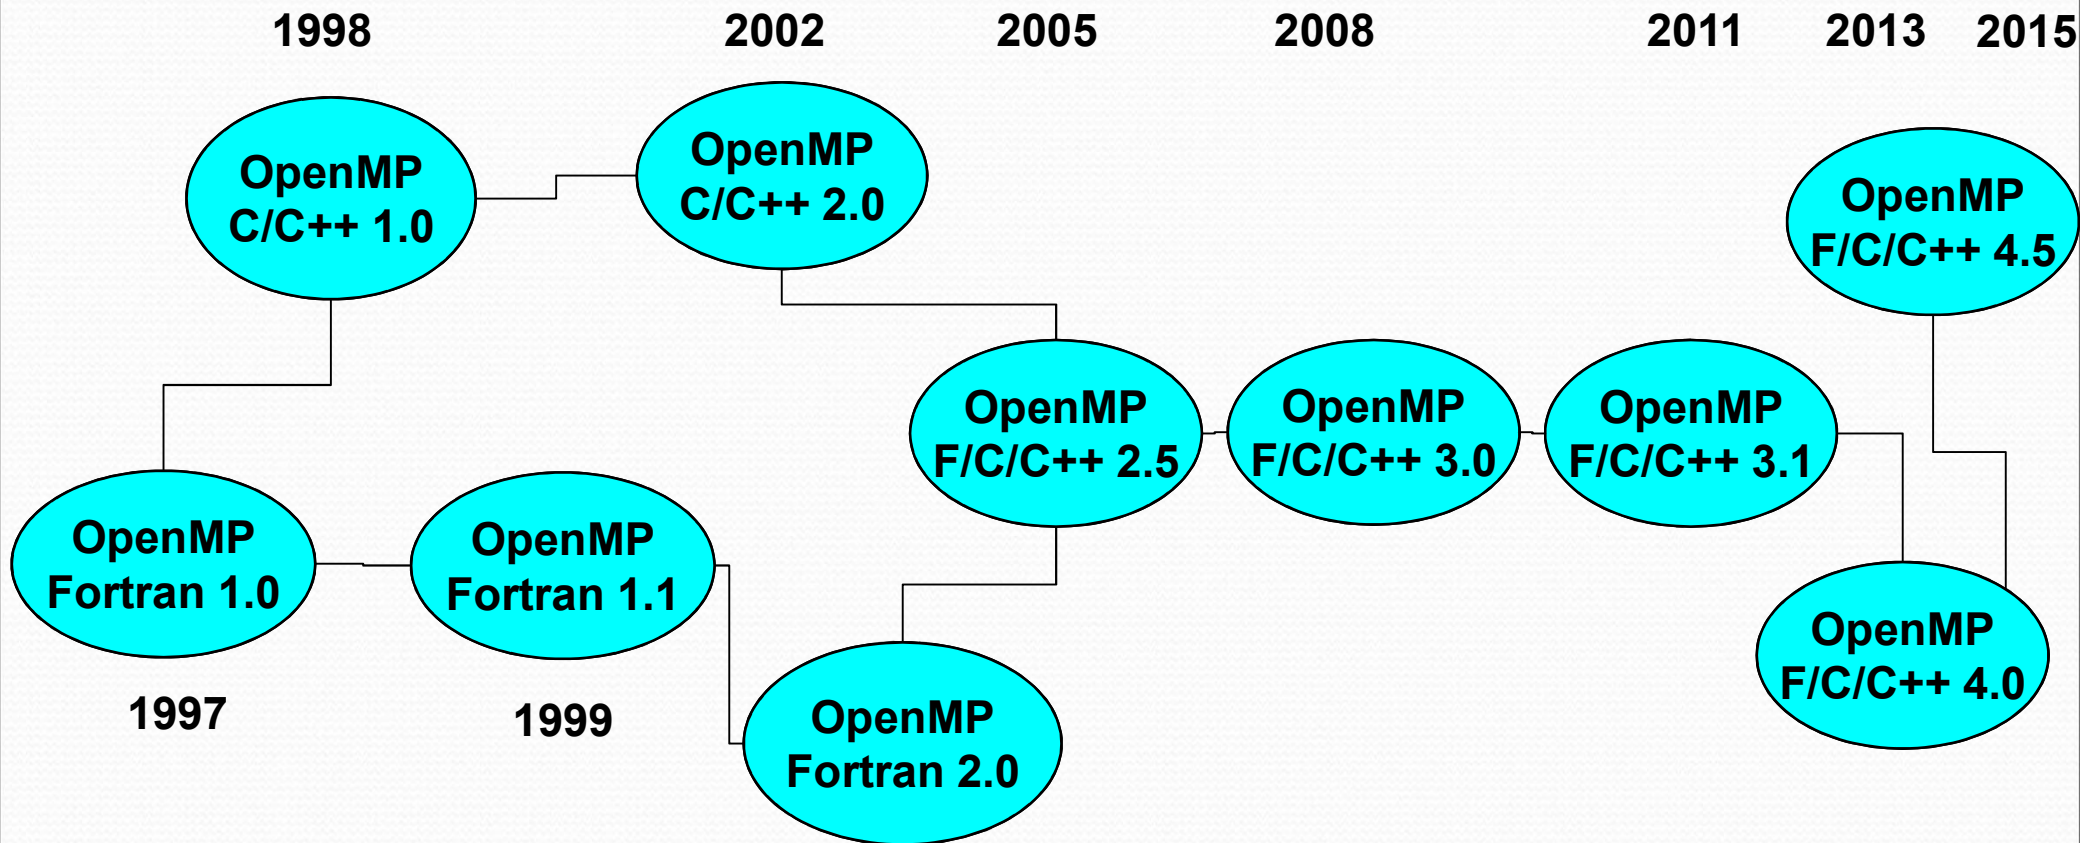 1998
2002
2005
2008
2011
2013
2015
OpenMP
C/C++ 1.0
OpenMP
C/C++ 2.0
OpenMP
F/C/C++ 4.5
OpenMP
F/C/C++ 2.5
OpenMP
F/C/C++ 3.0
OpenMP
F/C/C++ 3.1
OpenMP
Fortran 1.0
OpenMP
Fortran 1.1
OpenMP
F/C/C++ 4.0
1997
1999
OpenMP
Fortran 2.0